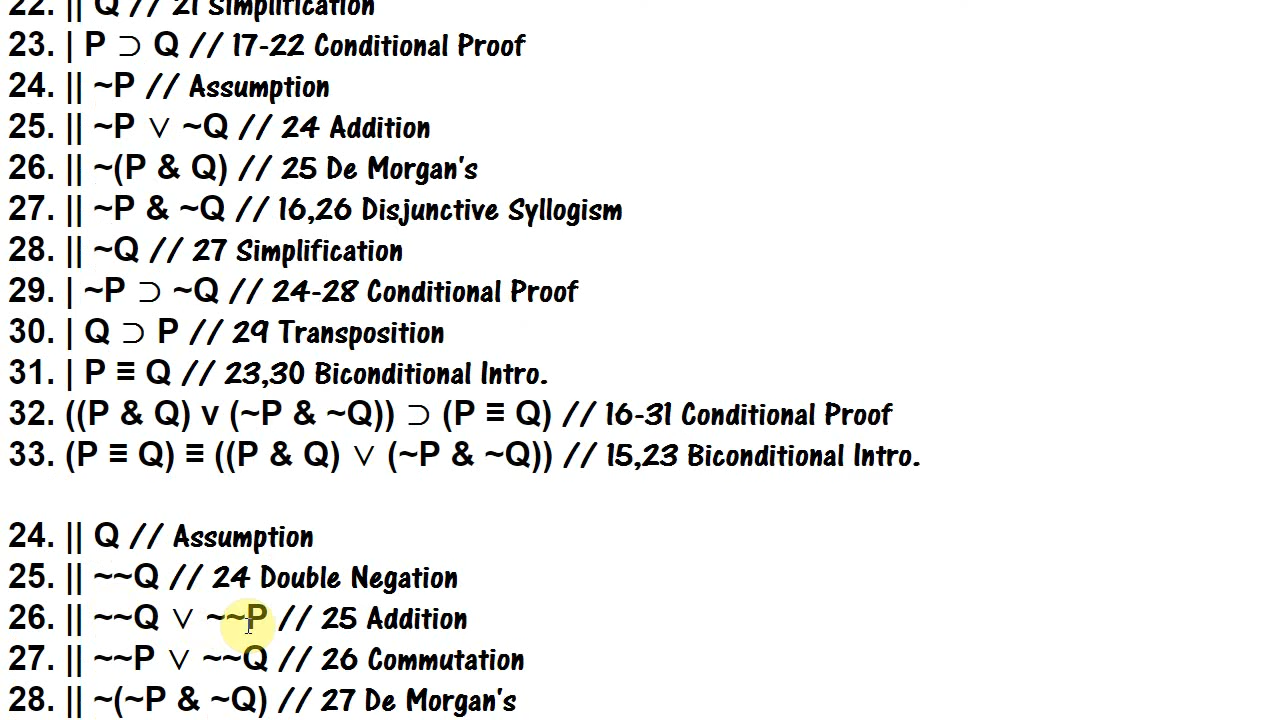 22. || Q // 21 Simplification
23. | P ⊃ Q // 17-22 Conditional Proof
24. || ~P // Assumption
25. || ~P ∨ ~Q // 24 Addition
26. || ~(P & Q) // 25 De Morgan's
27. || ~P & ~Q // 16,26 Disjunctive Syllogism
28. || ~Q // 27 Simplification
29. | ~P ⊃ ~Q // 24-28 Conditional Proof
30. | Q ⊃ P // 29 Transposition
31. | P ≡ Q // 23,30 Biconditional Intro.
32. ((P & Q) v (~P & ~Q)) ⊃ (P ≡ Q) // 16-31 Conditional Proof
33. (P ≡ Q) ≡ ((P & Q) ∨ (~P & ~Q)) // 15,23 Biconditional Intro.
24. || Q // Assumption
25. || ~~Q // 24 Double Negation
26. || ~~Q ∨ ~~P // 25 Addition
27. || ~~P ∨ ~~Q // 26 Commutation
28. || ~(~P & ~Q) // 27 De Morgan's